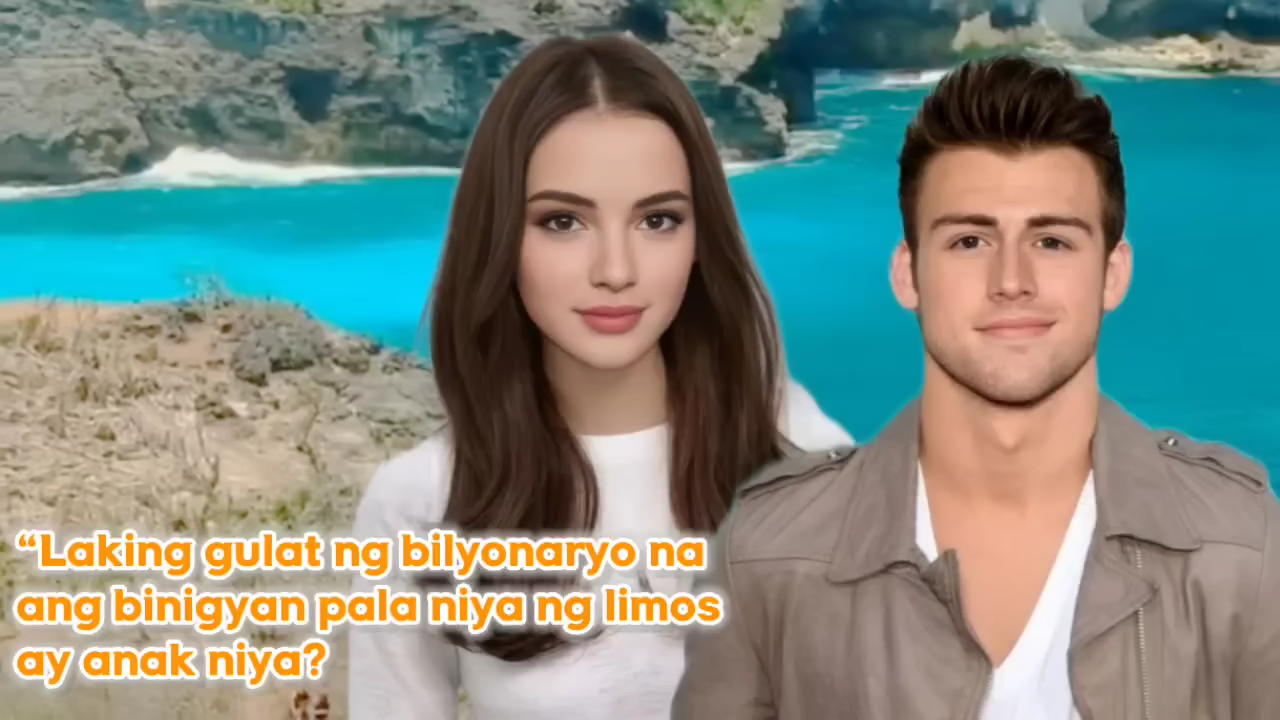 “Laking gulat ng bilyonaryo na
ang binigyan pala niya ng limos
ay anak niya?